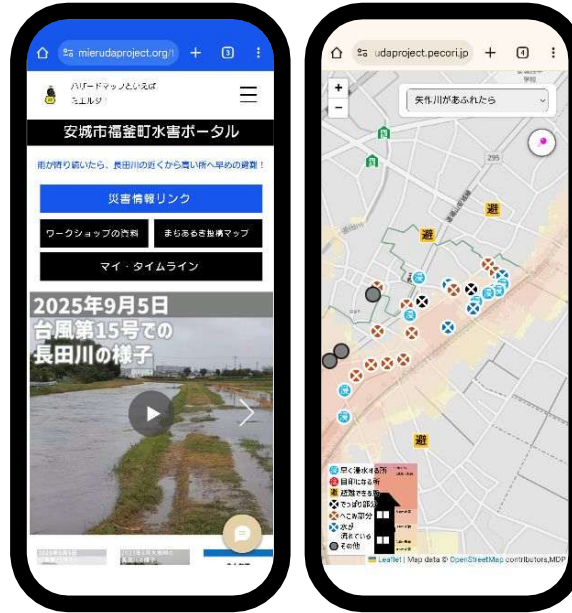 mierudaproject.org/1
3
ハザードマップといえば
ミエルダ!
安城市福釜町水害ポータル
雨が降り続いたら、長田川の近くから高い所へ早めの避難!
災害情報リンク
ワークショップの資料
まちあるき投稿マップ
マイ・タイムライン
2025年9月5日
台風第15号での
長田川の様子
udaproject.pecori.jp
4
+
−
矢作川があふれたら
295
避
避
避
早く浸水する所
目印になる所
避難できる所
でっぱり部分
へこみ部分
水が
流れている
その他
Leaflet | Map data © OpenStreetMap contributors,MDP